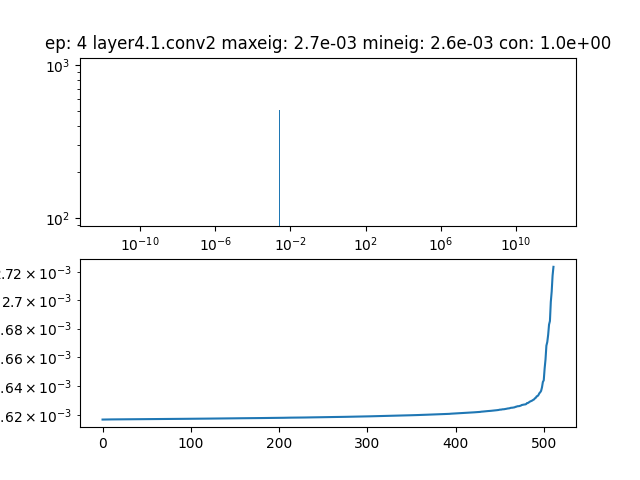 ep: 4 layer4.1.conv2 maxeig: 2.7e-03 mineig: 2.6e-03 con: 1.0e+00
10³
10²
10⁻¹⁰ 10⁻⁶ 10⁻² 10² 10⁶ 10¹⁰
.72 × 10⁻³
2.7 × 10⁻³
.68 × 10⁻³
.66 × 10⁻³
.64 × 10⁻³
.62 × 10⁻³
0 100 200 300 400 500